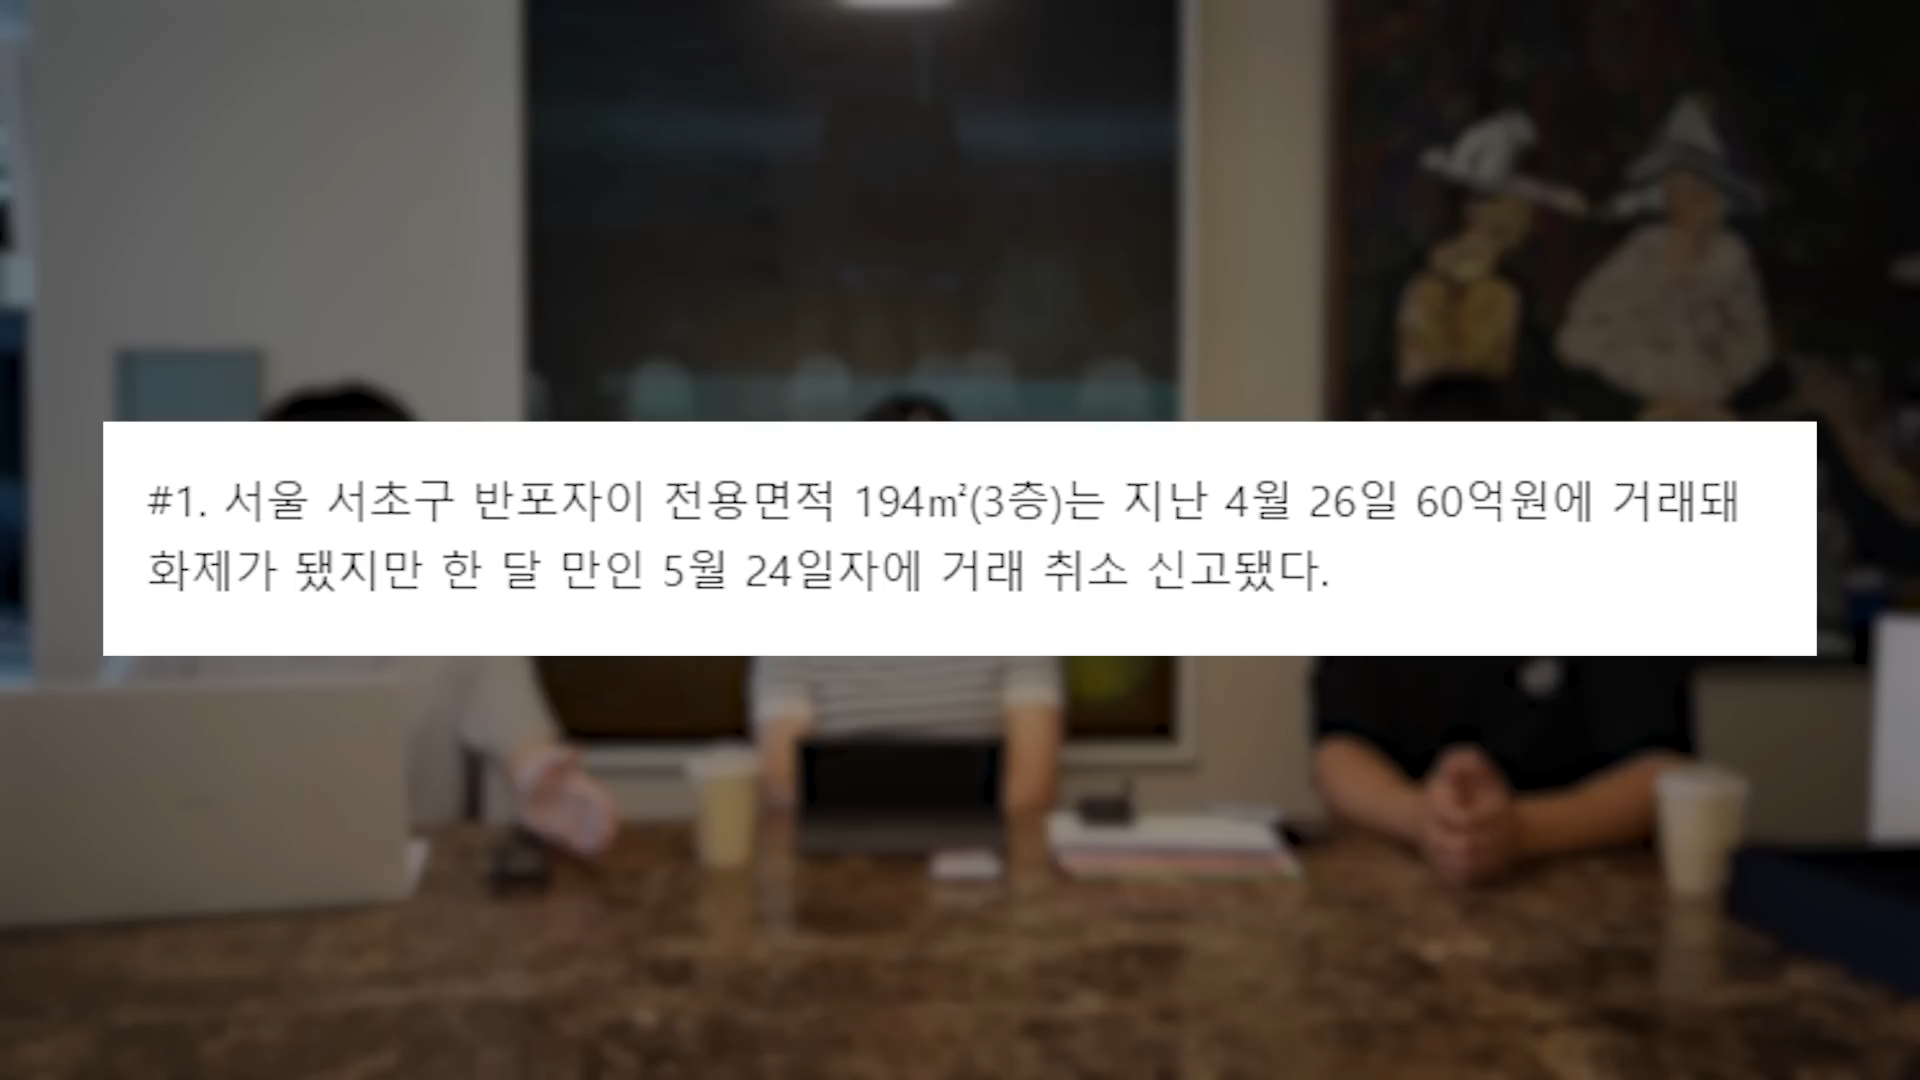 #1. 서울 서초구 반포자이 전용면적 194㎡(3층)는 지난 4월 26일 60억원에 거래돼
화제가 됐지만 한 달 만인 5월 24일자에 거래 취소 신고됐다.